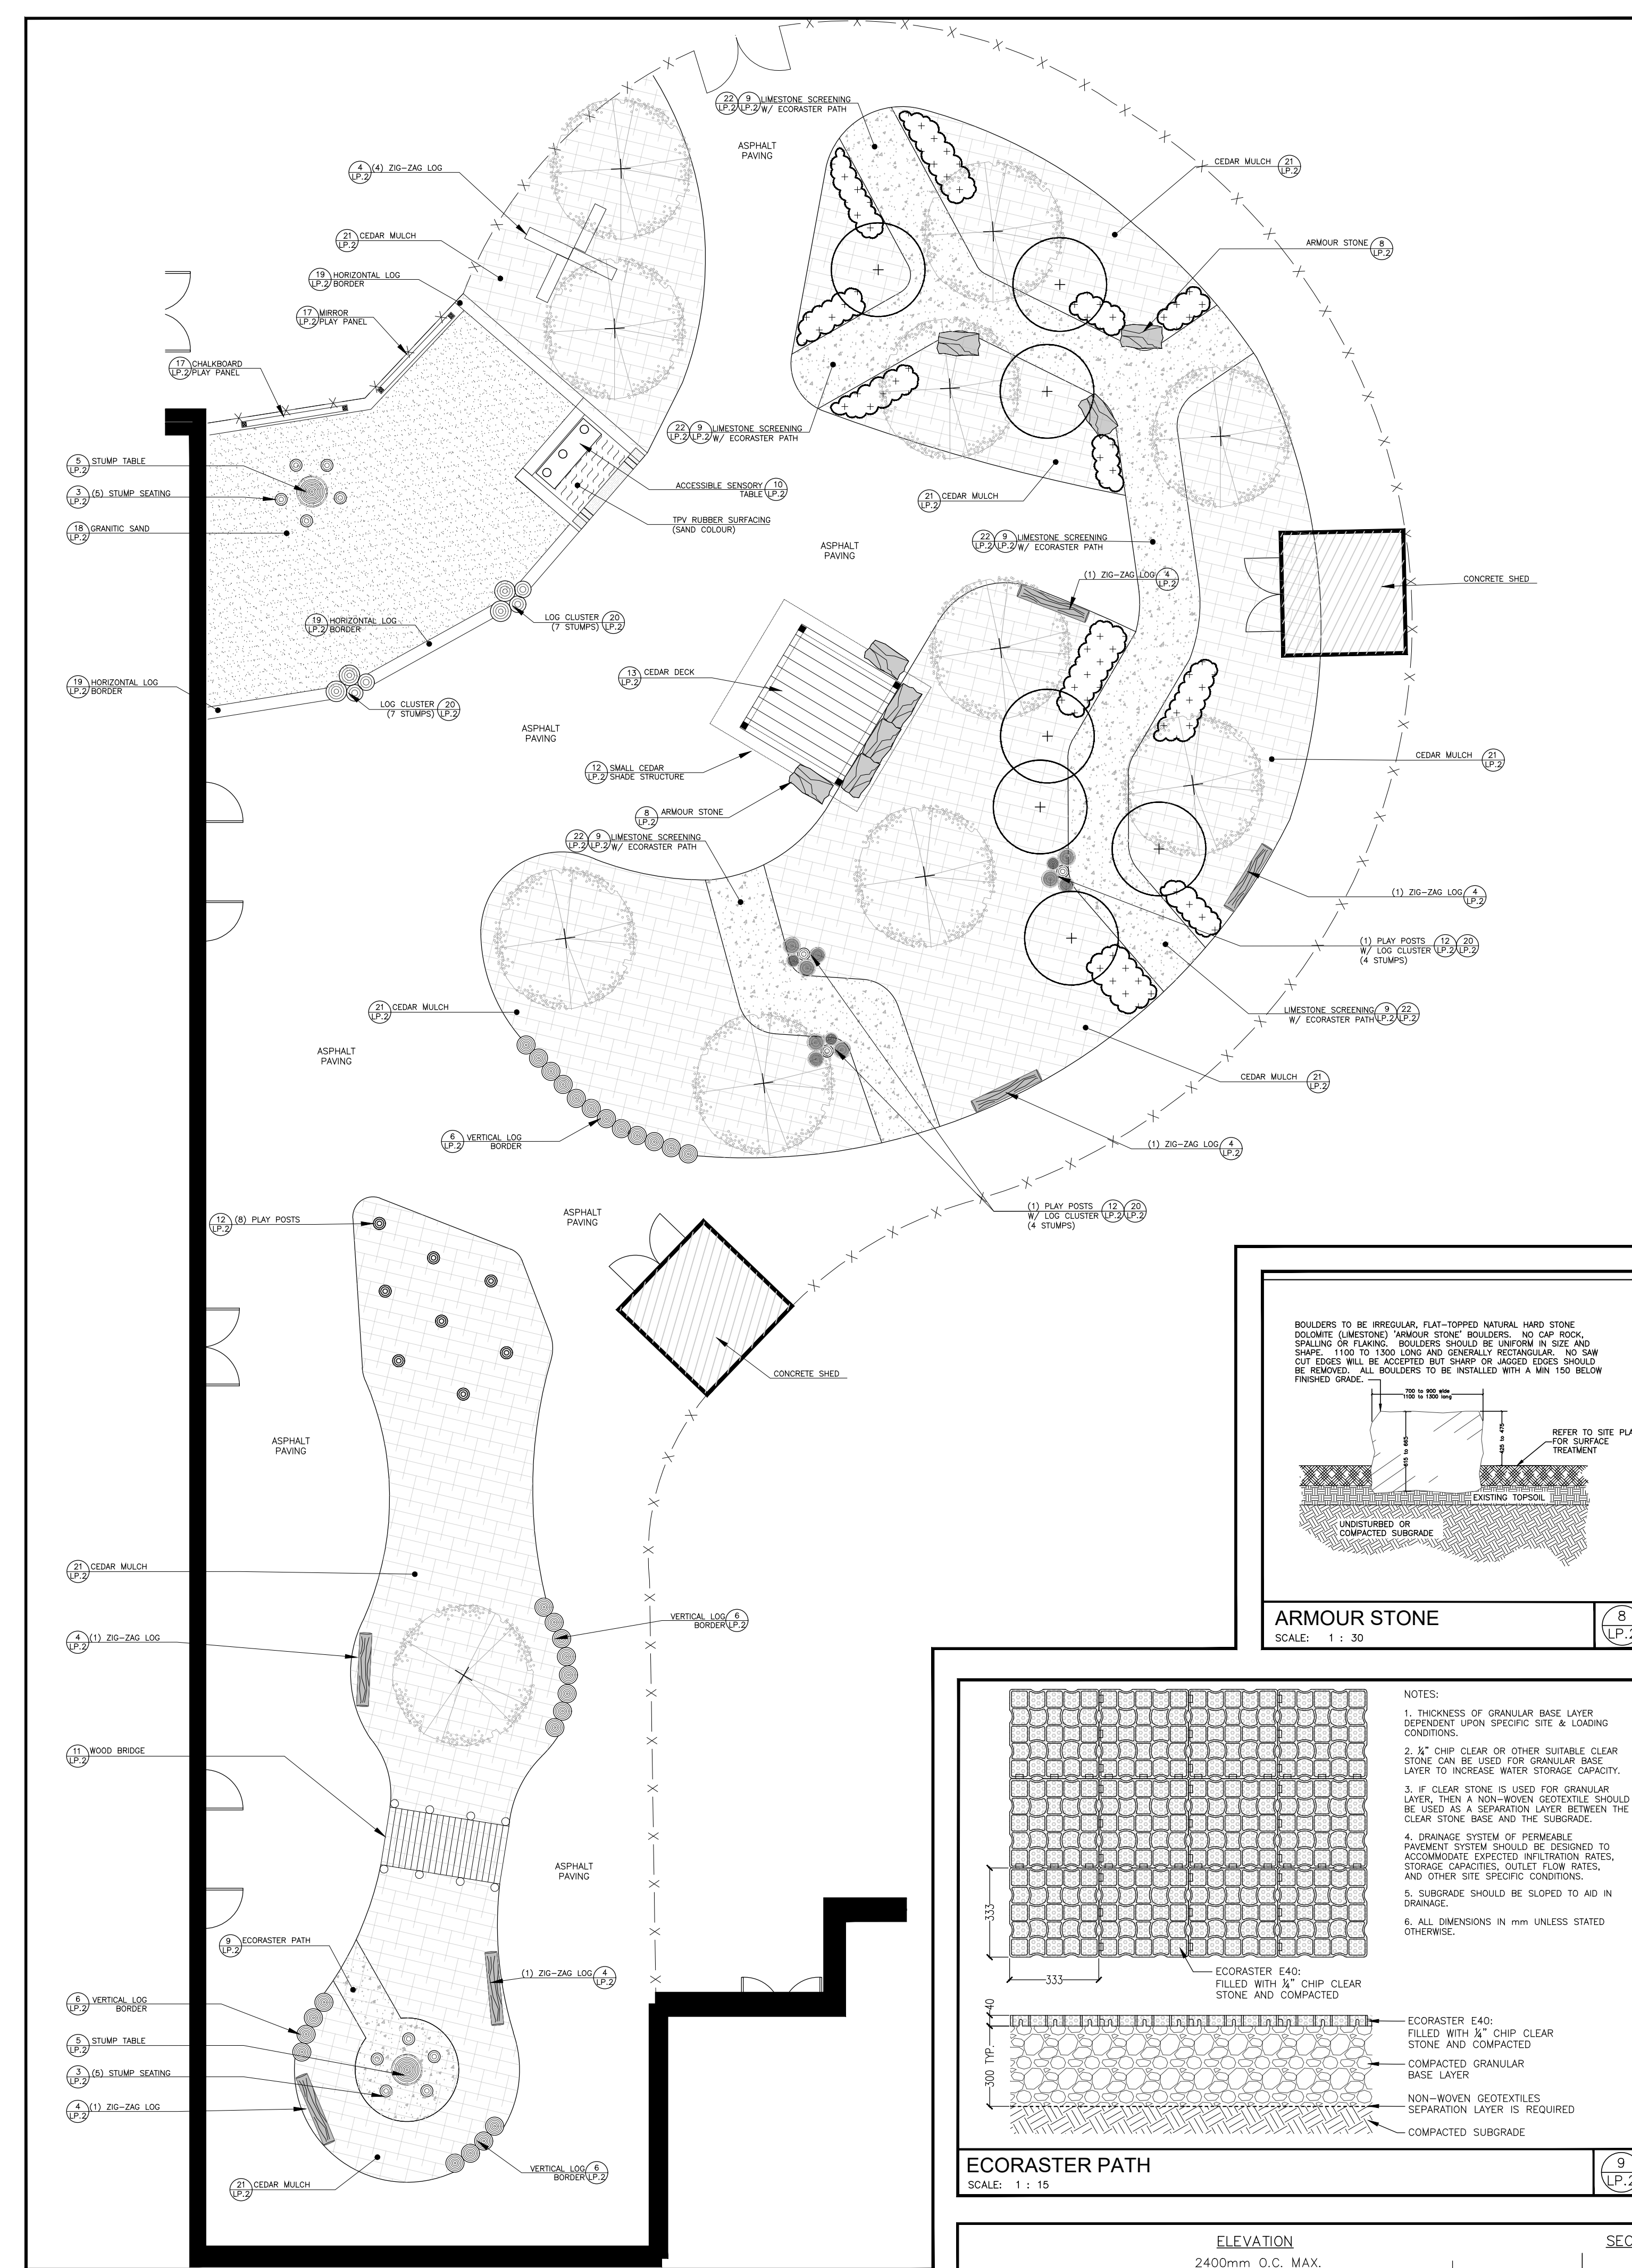 22 LP.2 9 LP.2 LIMESTONE SCREENING
W/ ECORASTER PATH
ASPHALT
PAVING
4 LP.2 (4) ZIG-ZAG LOG
CEDAR MULCH 21 LP.2
21 LP.2 CEDAR MULCH
ARMOUR STONE 8 LP.2
19 LP.2 HORIZONTAL LOG
BORDER
17 LP.2 MIRROR
PLAY PANEL
17 LP.2 CHALKBOARD
PLAY PANEL
22 LP.2 9 LP.2 LIMESTONE SCREENING
W/ ECORASTER PATH
5 LP.2 STUMP TABLE
3 LP.2 (5) STUMP SEATING
18 LP.2 GRANITIC SAND
ACCESSIBLE SENSORY
TABLE 10 LP.2
TPV RUBBER SURFACING
(SAND COLOUR)
21 LP.2 CEDAR MULCH
ASPHALT
PAVING
22 LP.2 9 LP.2 LIMESTONE SCREENING
W/ ECORASTER PATH
(1) ZIG-ZAG LOG 4 LP.2
CONCRETE SHED
LOG CLUSTER
(7 STUMPS) 20 LP.2
19 LP.2 HORIZONTAL LOG
BORDER
13 LP.2 CEDAR DECK
19 LP.2 HORIZONTAL LOG
BORDER
LOG CLUSTER
(7 STUMPS) 20 LP.2
ASPHALT
PAVING
CEDAR MULCH 21 LP.2
12 LP.2 SMALL CEDAR
SHADE STRUCTURE
8 LP.2 ARMOUR STONE
22 LP.2 9 LP.2 LIMESTONE SCREENING
W/ ECORASTER PATH
(1) ZIG-ZAG LOG 4 LP.2
(1) PLAY POSTS
W/ LOG CLUSTER
(4 STUMPS) 12 LP.2 20 LP.2
21 LP.2 CEDAR MULCH
LIMESTONE SCREENING
W/ ECORASTER PATH 9 LP.2 22 LP.2
ASPHALT
PAVING
CEDAR MULCH 21 LP.2
6 LP.2 VERTICAL LOG
BORDER
(1) ZIG-ZAG LOG 4 LP.2
(1) PLAY POSTS
W/ LOG CLUSTER
(4 STUMPS) 12 LP.2 20 LP.2
12 LP.2 (8) PLAY POSTS
ASPHALT
PAVING
CONCRETE SHED
ASPHALT
PAVING
21 LP.2 CEDAR MULCH
VERTICAL LOG
BORDER 6 LP.2
4 LP.2 (1) ZIG-ZAG LOG
11 LP.2 WOOD BRIDGE
ASPHALT
PAVING
9 LP.2 ECORASTER PATH
(1) ZIG-ZAG LOG 4 LP.2
6 LP.2 VERTICAL LOG
BORDER
5 LP.2 STUMP TABLE
3 LP.2 (5) STUMP SEATING
4 LP.2 (1) ZIG-ZAG LOG
VERTICAL LOG
BORDER 6 LP.2
21 LP.2 CEDAR MULCH
BOULDERS TO BE IRREGULAR, FLAT-TOPPED NATURAL HARD STONE
DOLOMITE (LIMESTONE) 'ARMOUR STONE' BOULDERS. NO CAP ROCK,
SPALLING OR FLAKING. BOULDERS SHOULD BE UNIFORM IN SIZE AND
SHAPE. 1100 TO 1300 LONG AND GENERALLY RECTANGULAR. NO SAW
CUT EDGES WILL BE ACCEPTED BUT SHARP OR JAGGED EDGES SHOULD
BE REMOVED. ALL BOULDERS TO BE INSTALLED WITH A MIN 150 BELOW
FINISHED GRADE.
700 to 900 wide
1100 to 1300 long
425 to 475
REFER TO SITE PLA
FOR SURFACE
TREATMENT
EXISTING TOPSOIL
UNDISTURBED OR
COMPACTED SUBGRADE
ARMOUR STONE
SCALE: 1 : 30
8 LP.2
NOTES:
1. THICKNESS OF GRANULAR BASE LAYER
DEPENDENT UPON SPECIFIC SITE & LOADING
CONDITIONS.
2. ¼" CHIP CLEAR OR OTHER SUITABLE CLEAR
STONE CAN BE USED FOR GRANULAR BASE
LAYER TO INCREASE WATER STORAGE CAPACITY.
3. IF CLEAR STONE IS USED FOR GRANULAR
LAYER, THEN A NON-WOVEN GEOTEXTILE SHOULD
BE USED AS A SEPARATION LAYER BETWEEN THE
CLEAR STONE BASE AND THE SUBGRADE.
4. DRAINAGE SYSTEM OF PERMEABLE
PAVEMENT SYSTEM SHOULD BE DESIGNED TO
ACCOMMODATE EXPECTED INFILTRATION RATES,
STORAGE CAPACITIES, OUTLET FLOW RATES,
AND OTHER SITE SPECIFIC CONDITIONS.
5. SUBGRADE SHOULD BE SLOPED TO AID IN
DRAINAGE.
6. ALL DIMENSIONS IN mm UNLESS STATED
OTHERWISE.
333
333
ECORASTER E40:
FILLED WITH ¼" CHIP CLEAR
STONE AND COMPACTED
40
300 TYP.
ECORASTER E40:
FILLED WITH ¼" CHIP CLEAR
STONE AND COMPACTED
COMPACTED GRANULAR
BASE LAYER
NON-WOVEN GEOTEXTILES
SEPARATION LAYER IS REQUIRED
COMPACTED SUBGRADE
ECORASTER PATH
SCALE: 1 : 15
9 LP.2
ELEVATION
2400mm O.C. MAX.